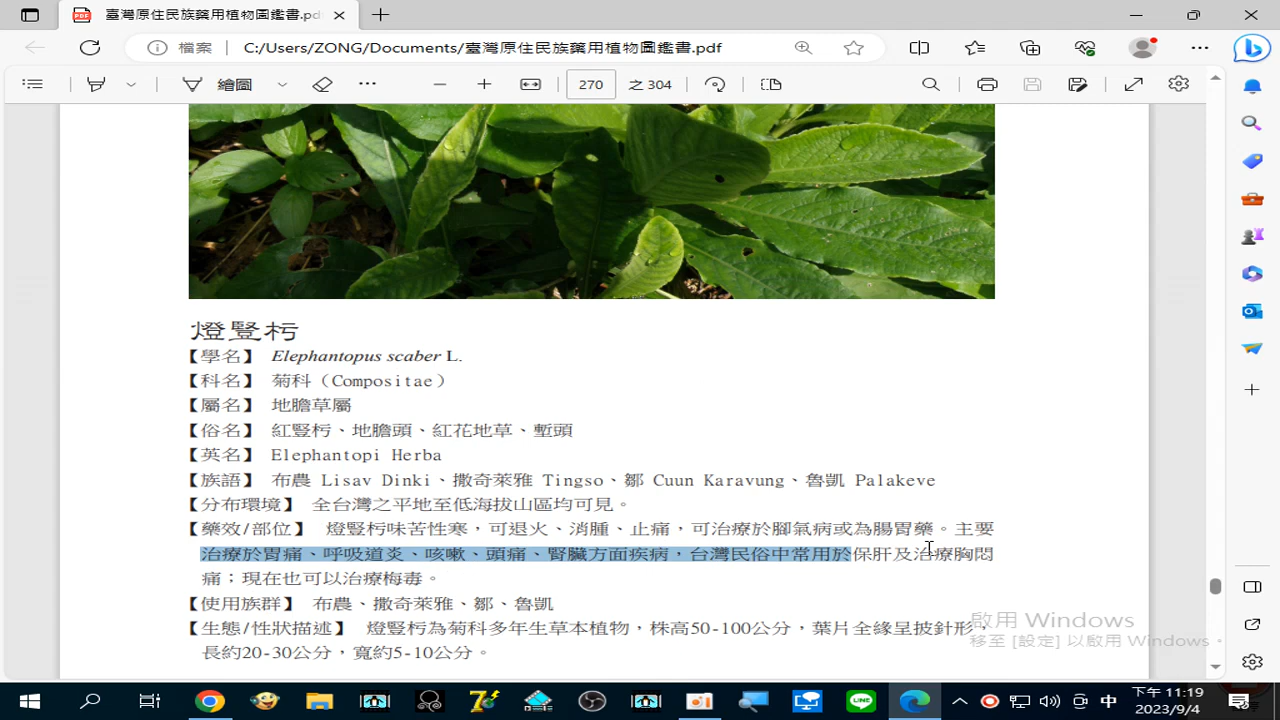 臺灣原住民族藥用植物圖鑑書.pdf
檔案 C:/Users/ZONG/Documents/臺灣原住民族藥用植物圖鑑書.pdf
繪圖 270 之 304
燈豎朽
【學名】 Elephantopus scaber L.
【科名】 菊科（Compositae）
【屬名】 地膽草屬
【俗名】 紅豎朽、地膽頭、紅花地草、塹頭
【英名】 Elephantopi Herba
【族語】 布農 Lisav Dinki、撒奇萊雅 Tingso、鄒 Cuun Karavung、魯凱 Palakeve
【分布環境】 全台灣之平地至低海拔山區均可見。
【藥效/部位】 燈豎朽味苦性寒，可退火、消腫、止痛，可治療於腳氣病或為腸胃藥。主要
治療於胃痛、呼吸道炎、咳嗽、頭痛、腎臟方面疾病，台灣民俗中常用於保肝及治療胸悶
痛；現在也可以治療梅毒。
【使用族群】 布農、撒奇萊雅、鄒、魯凱
【生態/性狀描述】 燈豎朽為菊科多年生草本植物，株高50-100公分，葉片全緣呈披針形，
長約20-30公分，寬約5-10公分。
啟用 Windows
移至 [設定] 以啟用 Windows。
中 下午 11:19
2023/9/4